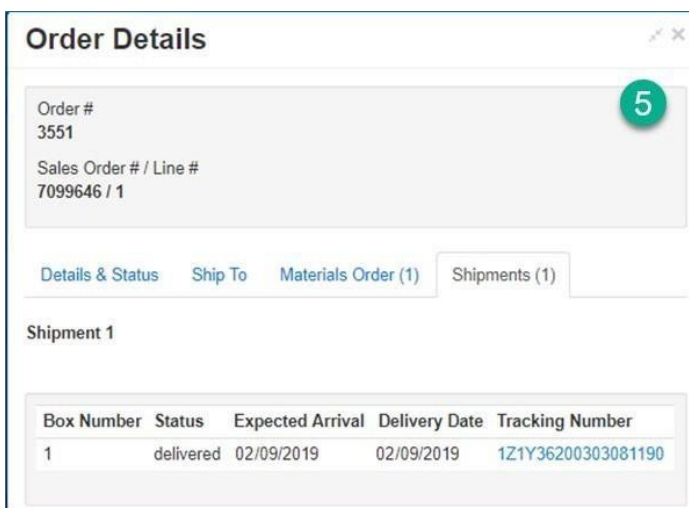 Order Details
5
Order #
3551
Sales Order # / Line #
7099646 / 1
Details & Status Ship To Materials Order (1) Shipments (1)
Shipment 1
Box Number Status Expected Arrival Delivery Date Tracking Number
1 delivered 02/09/2019 02/09/2019 1Z1Y36200303081190